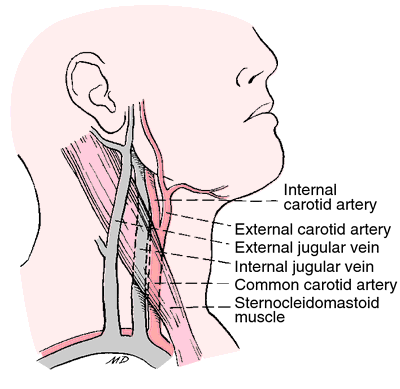 Internal
carotid artery
External carotid artery
External jugular vein
Internal jugular vein
Common carotid artery
Sternocleidomastoid
muscle
MD